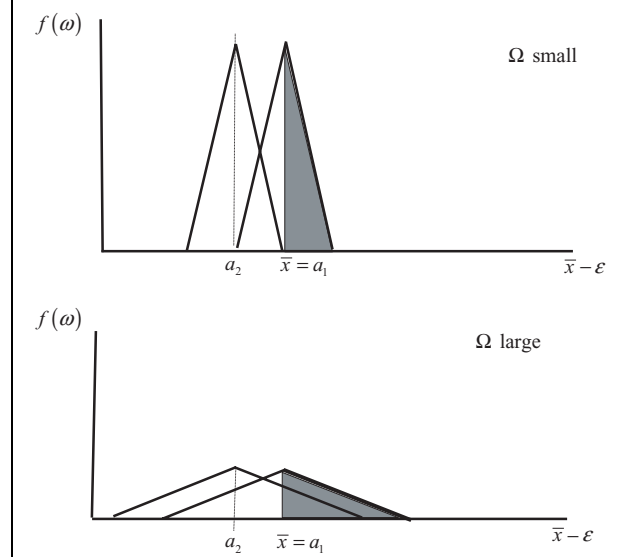 f(ω)
Ω small
a₂
x̄ = a₁
x̄ − ε
f(ω)
Ω large
a₂
x̄ = a₁
x̄ − ε